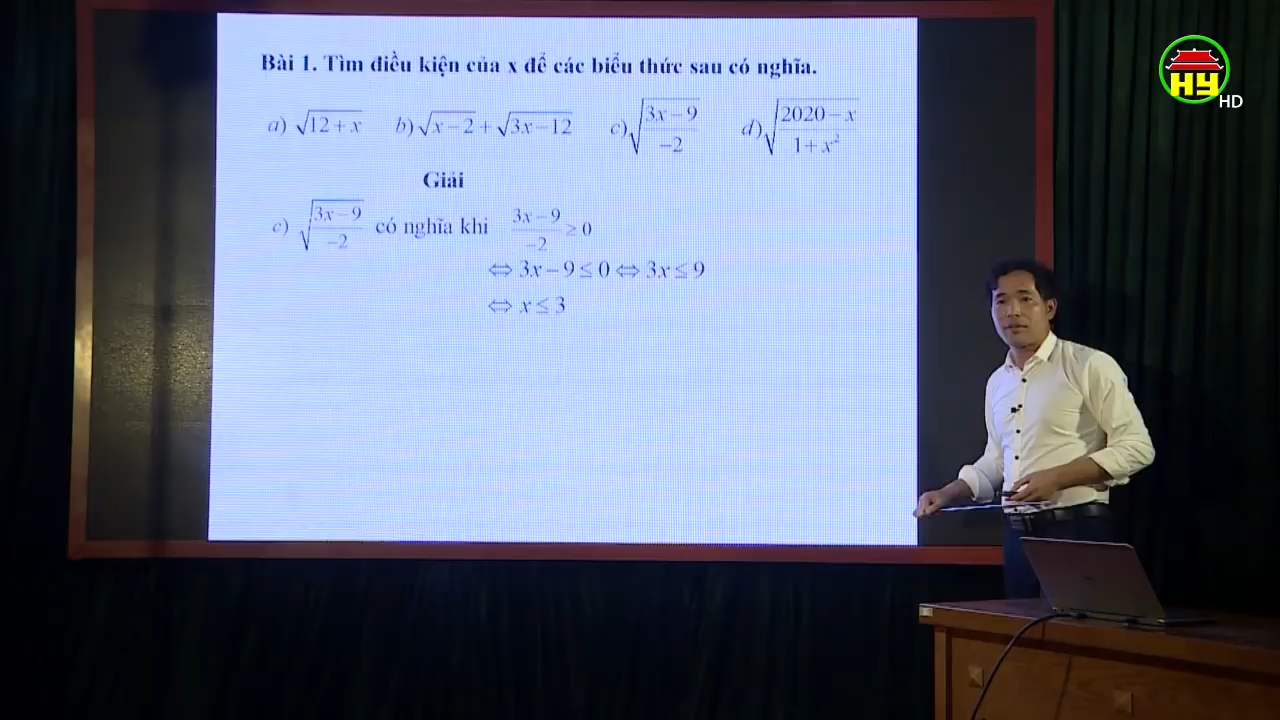 Bài 1. Tìm điều kiện của x để các biểu thức sau có nghĩa.
a) √(12 + x) b) √(x − 2) + √(3x − 12) c) √((3x − 9)/(−2)) d) √((2020 − x)/(1 + x²))
Giải
c) √((3x − 9)/(−2)) có nghĩa khi (3x − 9)/(−2) ≥ 0
⇔ 3x − 9 ≤ 0 ⇔ 3x ≤ 9
⇔ x ≤ 3
HY HD